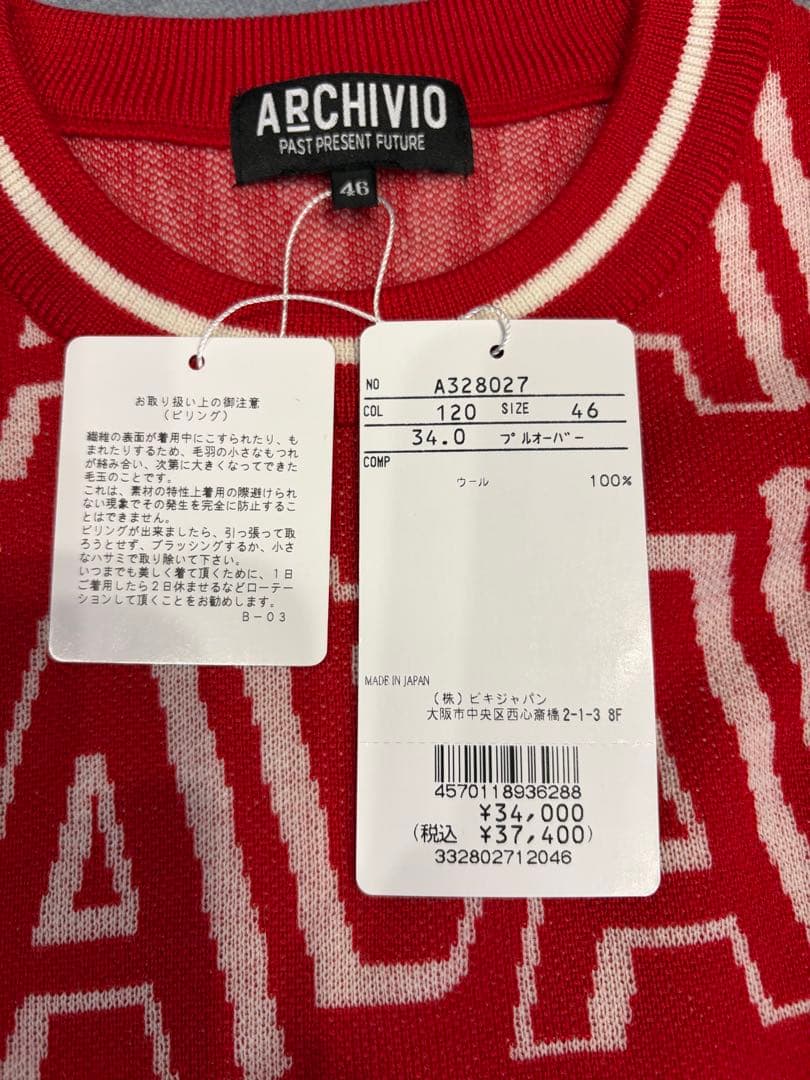 ARCHIVIO
PAST PRESENT FUTURE
46
お取り扱い上の御注意
(ピリング)
繊維の表面が着用中にこすられたり、も
まれたりするため、毛羽の小さなもつれ
が絡み合い、次第に大きくなってできた
毛玉のことです。
これは、素材の特性上着用の際避けられ
ない現象でその発生を完全に防止するこ
とはできません。
ピリングが出来ましたら、引っ張って取
ろうとせず、ブラッシングするか、小さ
なハサミで取り除いて下さい。
いつまでも美しく着て頂くために、1日
ご着用したら2日休ませるなどローテー
ションして頂くことをお勧めします。
B-03
NO A328027
COL 120 SIZE 46
34.0 プルオーバー
COMP
ウール 100%
MADE IN JAPAN
(株)ビキジャパン
大阪市中央区西心斎橋2-1-3 8F
4570118936288
¥34,000
(税込 ¥37,400)
332802712046